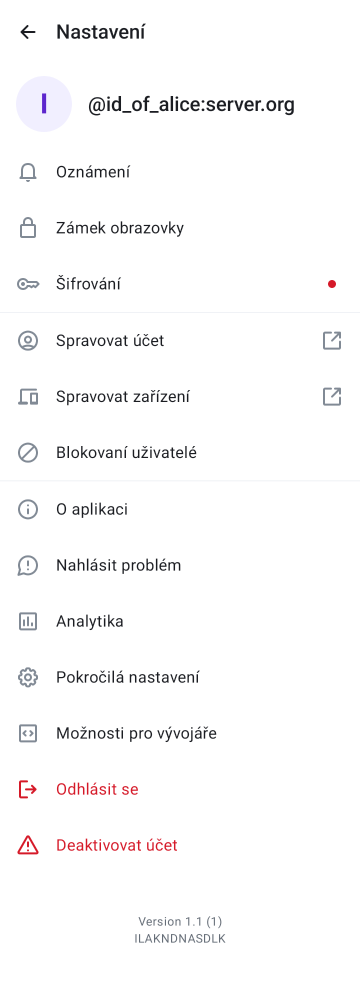 Nastavení
I
@id_of_alice:server.org
Oznámení
Zámek obrazovky
Šifrování
Spravovat účet
Spravovat zařízení
Blokovaní uživatelé
O aplikaci
Nahlásit problém
Analytika
Pokročilá nastavení
Možnosti pro vývojáře
Odhlásit se
Deaktivovat účet
Version 1.1 (1)
ILAKNDNASDLK